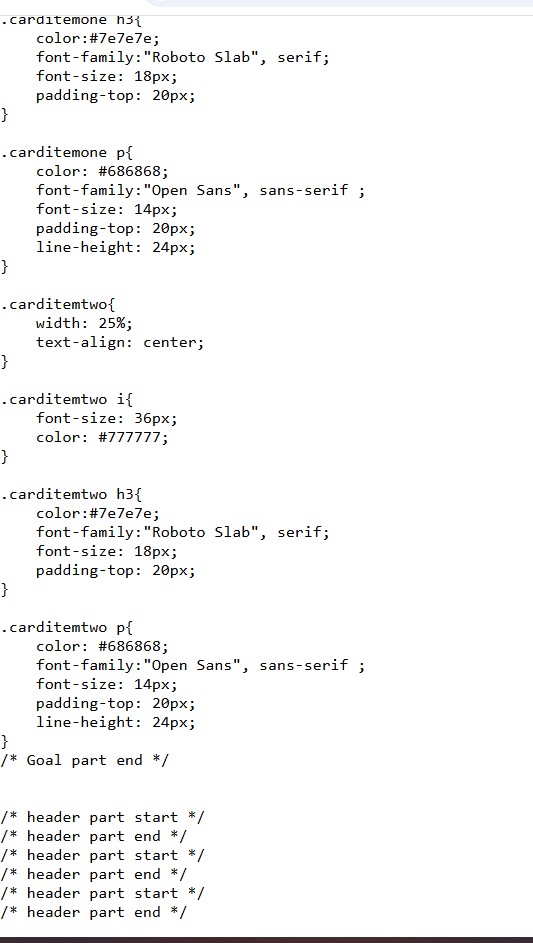 .carditemone h3{
    color:#7e7e7e;
    font-family:"Roboto Slab", serif;
    font-size: 18px;
    padding-top: 20px;
}

.carditemone p{
    color: #686868;
    font-family:"Open Sans", sans-serif ;
    font-size: 14px;
    padding-top: 20px;
    line-height: 24px;
}

.carditemtwo{
    width: 25%;
    text-align: center;
}

.carditemtwo i{
    font-size: 36px;
    color: #777777;
}

.carditemtwo h3{
    color:#7e7e7e;
    font-family:"Roboto Slab", serif;
    font-size: 18px;
    padding-top: 20px;
}

.carditemtwo p{
    color: #686868;
    font-family:"Open Sans", sans-serif ;
    font-size: 14px;
    padding-top: 20px;
    line-height: 24px;
}
/* Goal part end */


/* header part start */
/* header part end */
/* header part start */
/* header part end */
/* header part start */
/* header part end */